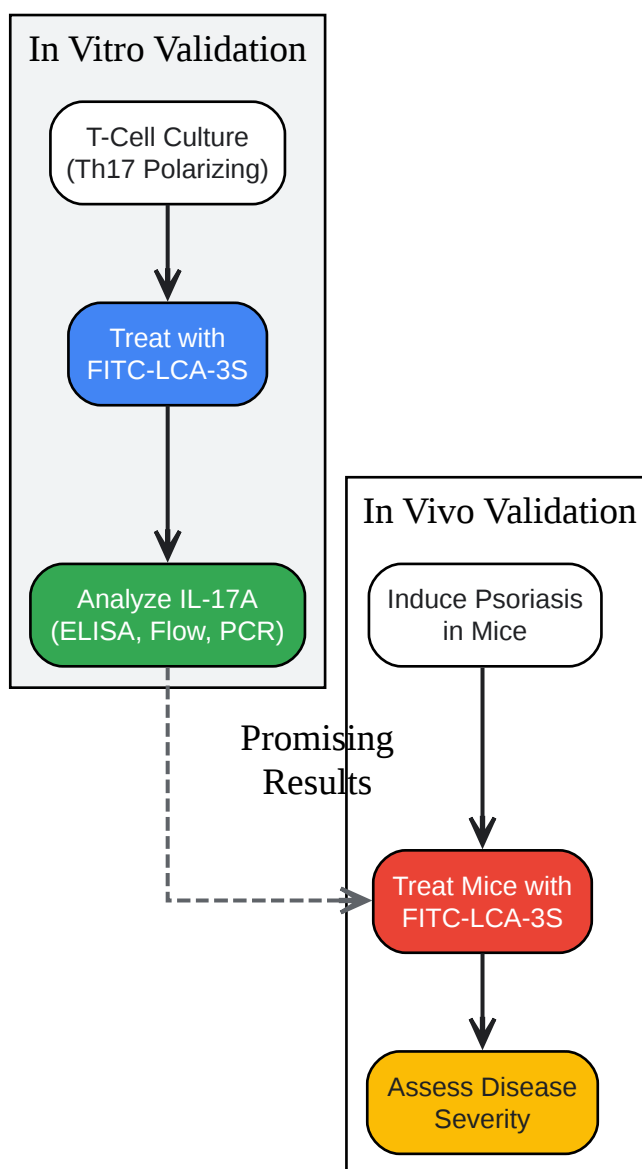 In Vitro Validation
T-Cell Culture
(Th17 Polarizing)
Treat with
FITC-LCA-3S
Analyze IL-17A
(ELISA, Flow, PCR)
Promising
Results
In Vivo Validation
Induce Psoriasis
in Mice
Treat Mice with
FITC-LCA-3S
Assess Disease
Severity